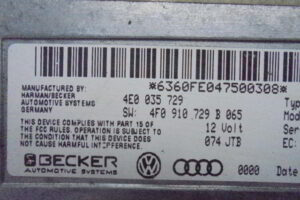 MANUFACTURED BY: *6360FE047500308*
HARMAN/BECKER
AUTOMOTIVE SYSTEMS 4E0 035 729 Typ
GERMANY SW: 4F0 910 729 B 065 Mod
THIS DEVICE COMPLIES WITH PART 15 OF
THE FCC RULES. OPERATION IS SUBJECT TO 12 Volt
THE CONDITION THAT THIS DEVICE DOES
NOT CAUSE HARMFUL INTERFERENCE 074 JTB
BECKER 0000 Date
AUTOMOTIVE SYSTEMS